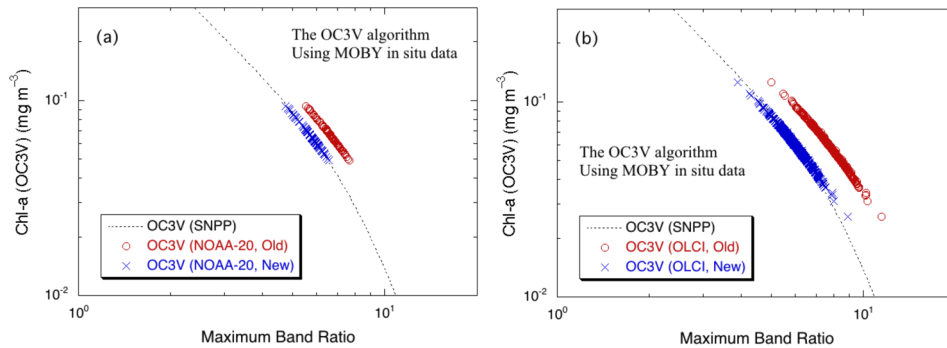 (a)
The OC3V algorithm
Using MOBY in situ data
Chl-a (OC3V) (mg m⁻³)
10⁻¹
10⁻²
OC3V (SNPP)
OC3V (NOAA-20, Old)
OC3V (NOAA-20, New)
10⁰
10¹
Maximum Band Ratio
(b)
The OC3V algorithm
Using MOBY in situ data
Chl-a (OC3V) (mg m⁻³)
10⁻¹
10⁻²
OC3V (SNPP)
OC3V (OLCI, Old)
OC3V (OLCI, New)
10⁰
10¹
Maximum Band Ratio